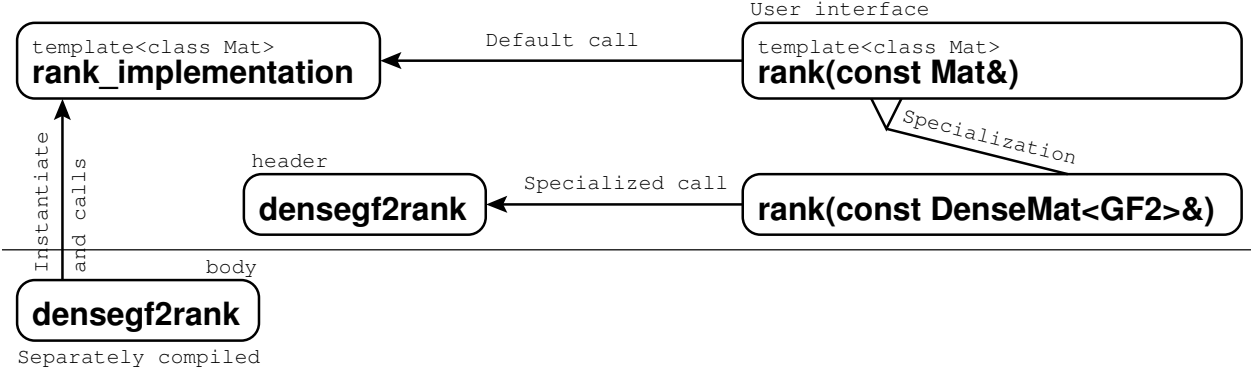 User interface
template<class Mat>
rank_implementation
Default call
template<class Mat>
rank(const Mat&)
Specialization
Instantiate
and calls
header
densegf2rank
Specialized call
rank(const DenseMat<GF2>&)
body
densegf2rank
Separately compiled